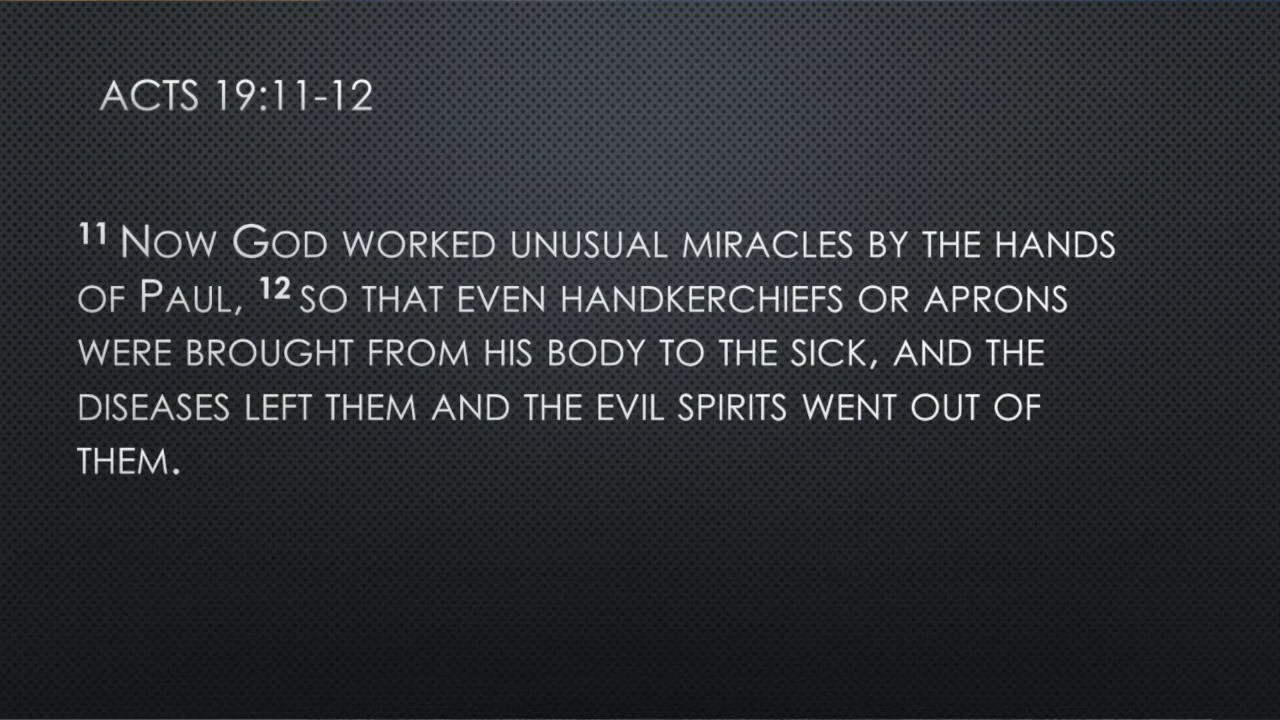 ACTS 19:11-12
11 NOW GOD WORKED UNUSUAL MIRACLES BY THE HANDS
OF PAUL, 12 SO THAT EVEN HANDKERCHIEFS OR APRONS
WERE BROUGHT FROM HIS BODY TO THE SICK, AND THE
DISEASES LEFT THEM AND THE EVIL SPIRITS WENT OUT OF
THEM.